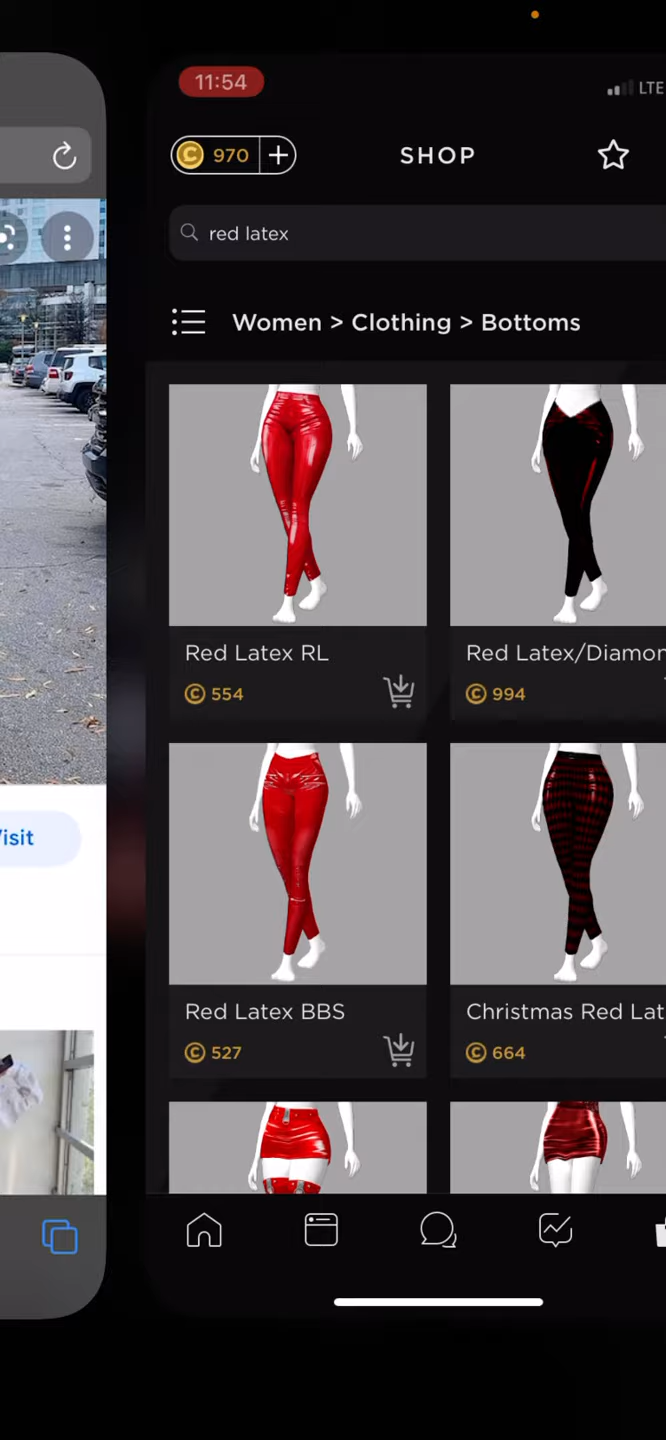 11:54
LTE
970
SHOP
red latex
Women > Clothing > Bottoms
Red Latex RL
554
Red Latex/Diamon
994
Visit
Red Latex BBS
527
Christmas Red Lat
664